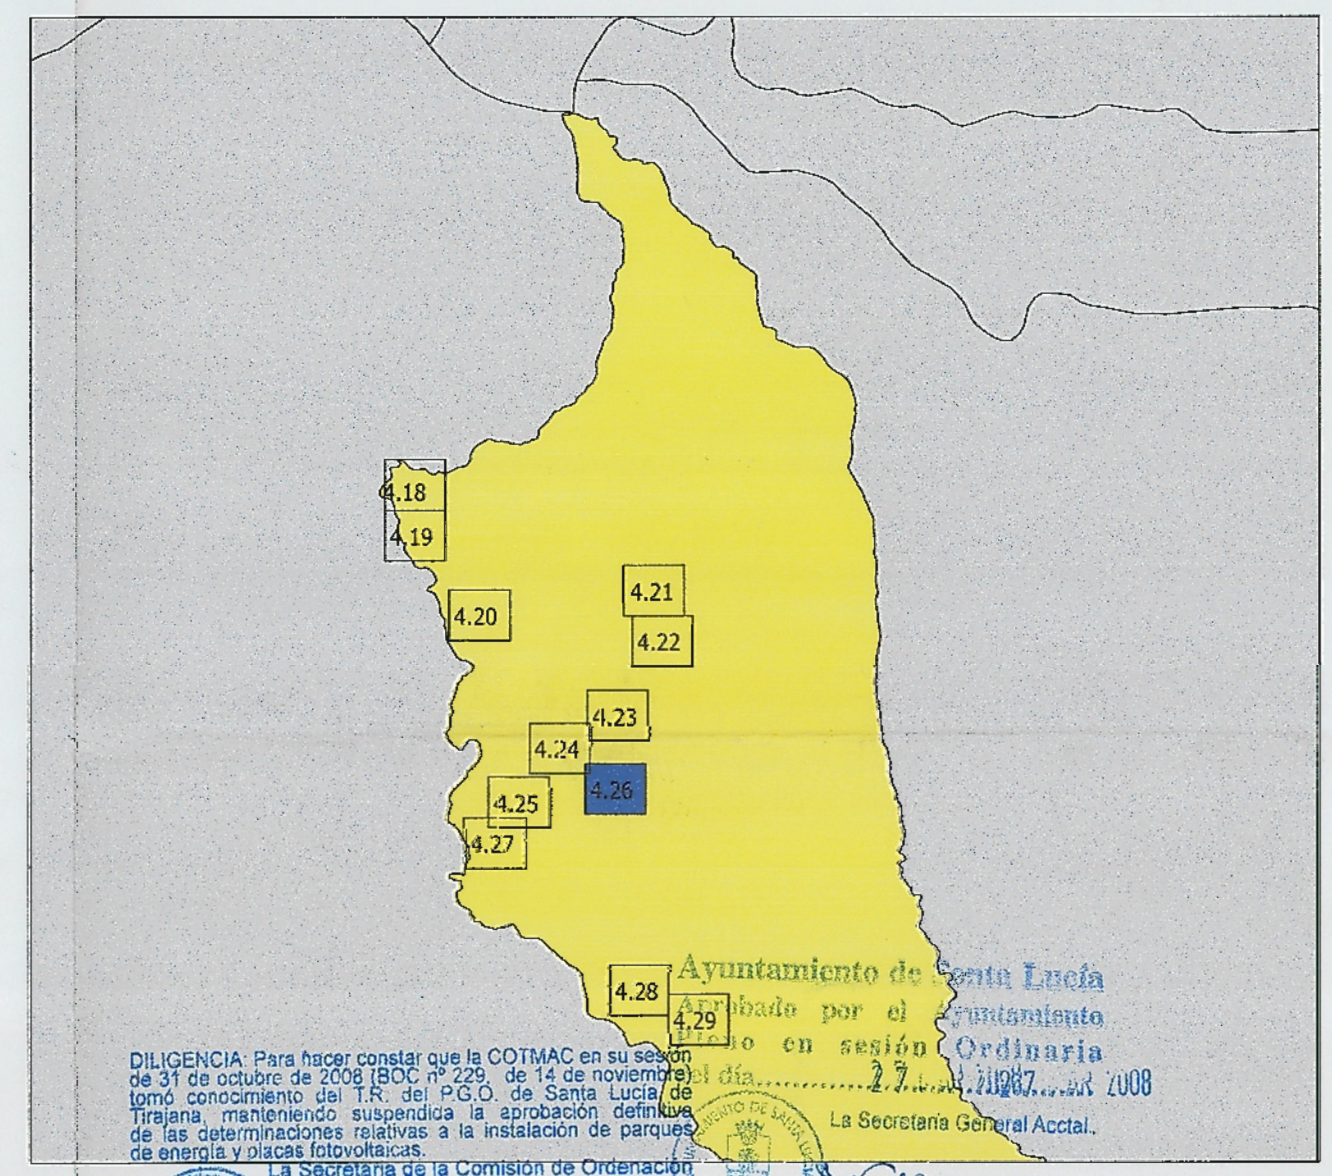 4.18
4.19
4.20
4.21
4.22
4.23
4.24
4.25
4.26
4.27
4.28
4.29
Ayuntamiento de Santa Lucía
Aprobado por el Ayuntamiento
Pleno en sesión Ordinaria
el día
2008
La Secretaria General Acctal.
DILIGENCIA: Para hacer constar que la COTMAC en su sesión
de 31 de octubre de 2008 (BOC nº 229, de 14 de noviembre)
tomó conocimiento del T.R. del P.G.O. de Santa Lucía de
Tirajana, manteniendo suspendida la aprobación definitiva
de las determinaciones relativas a la instalación de parques
de energía y placas fotovoltaicas.
La Secretaria de la Comisión de Ordenación